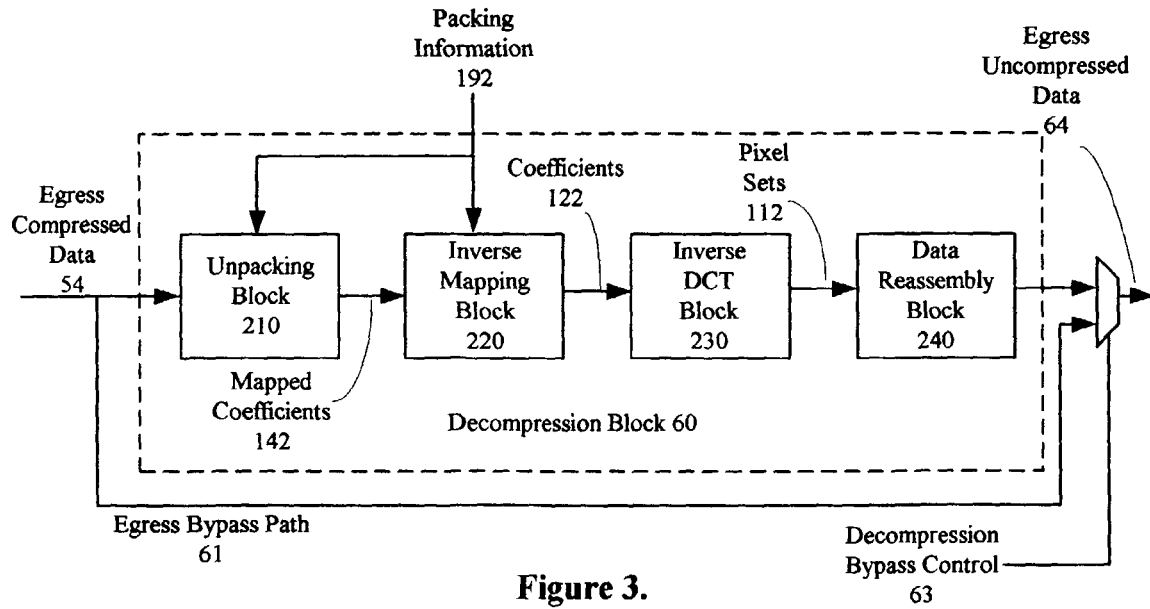 Packing
Information
192
Egress
Uncompressed
Data
64
Egress
Compressed
Data
54
Coefficients
122
Pixel
Sets
112
Unpacking
Block
210
Inverse
Mapping
Block
220
Inverse
DCT
Block
230
Data
Reassembly
Block
240
Mapped
Coefficients
142
Decompression Block 60
Egress Bypass Path
61
Decompression
Bypass Control
63
Figure 3.